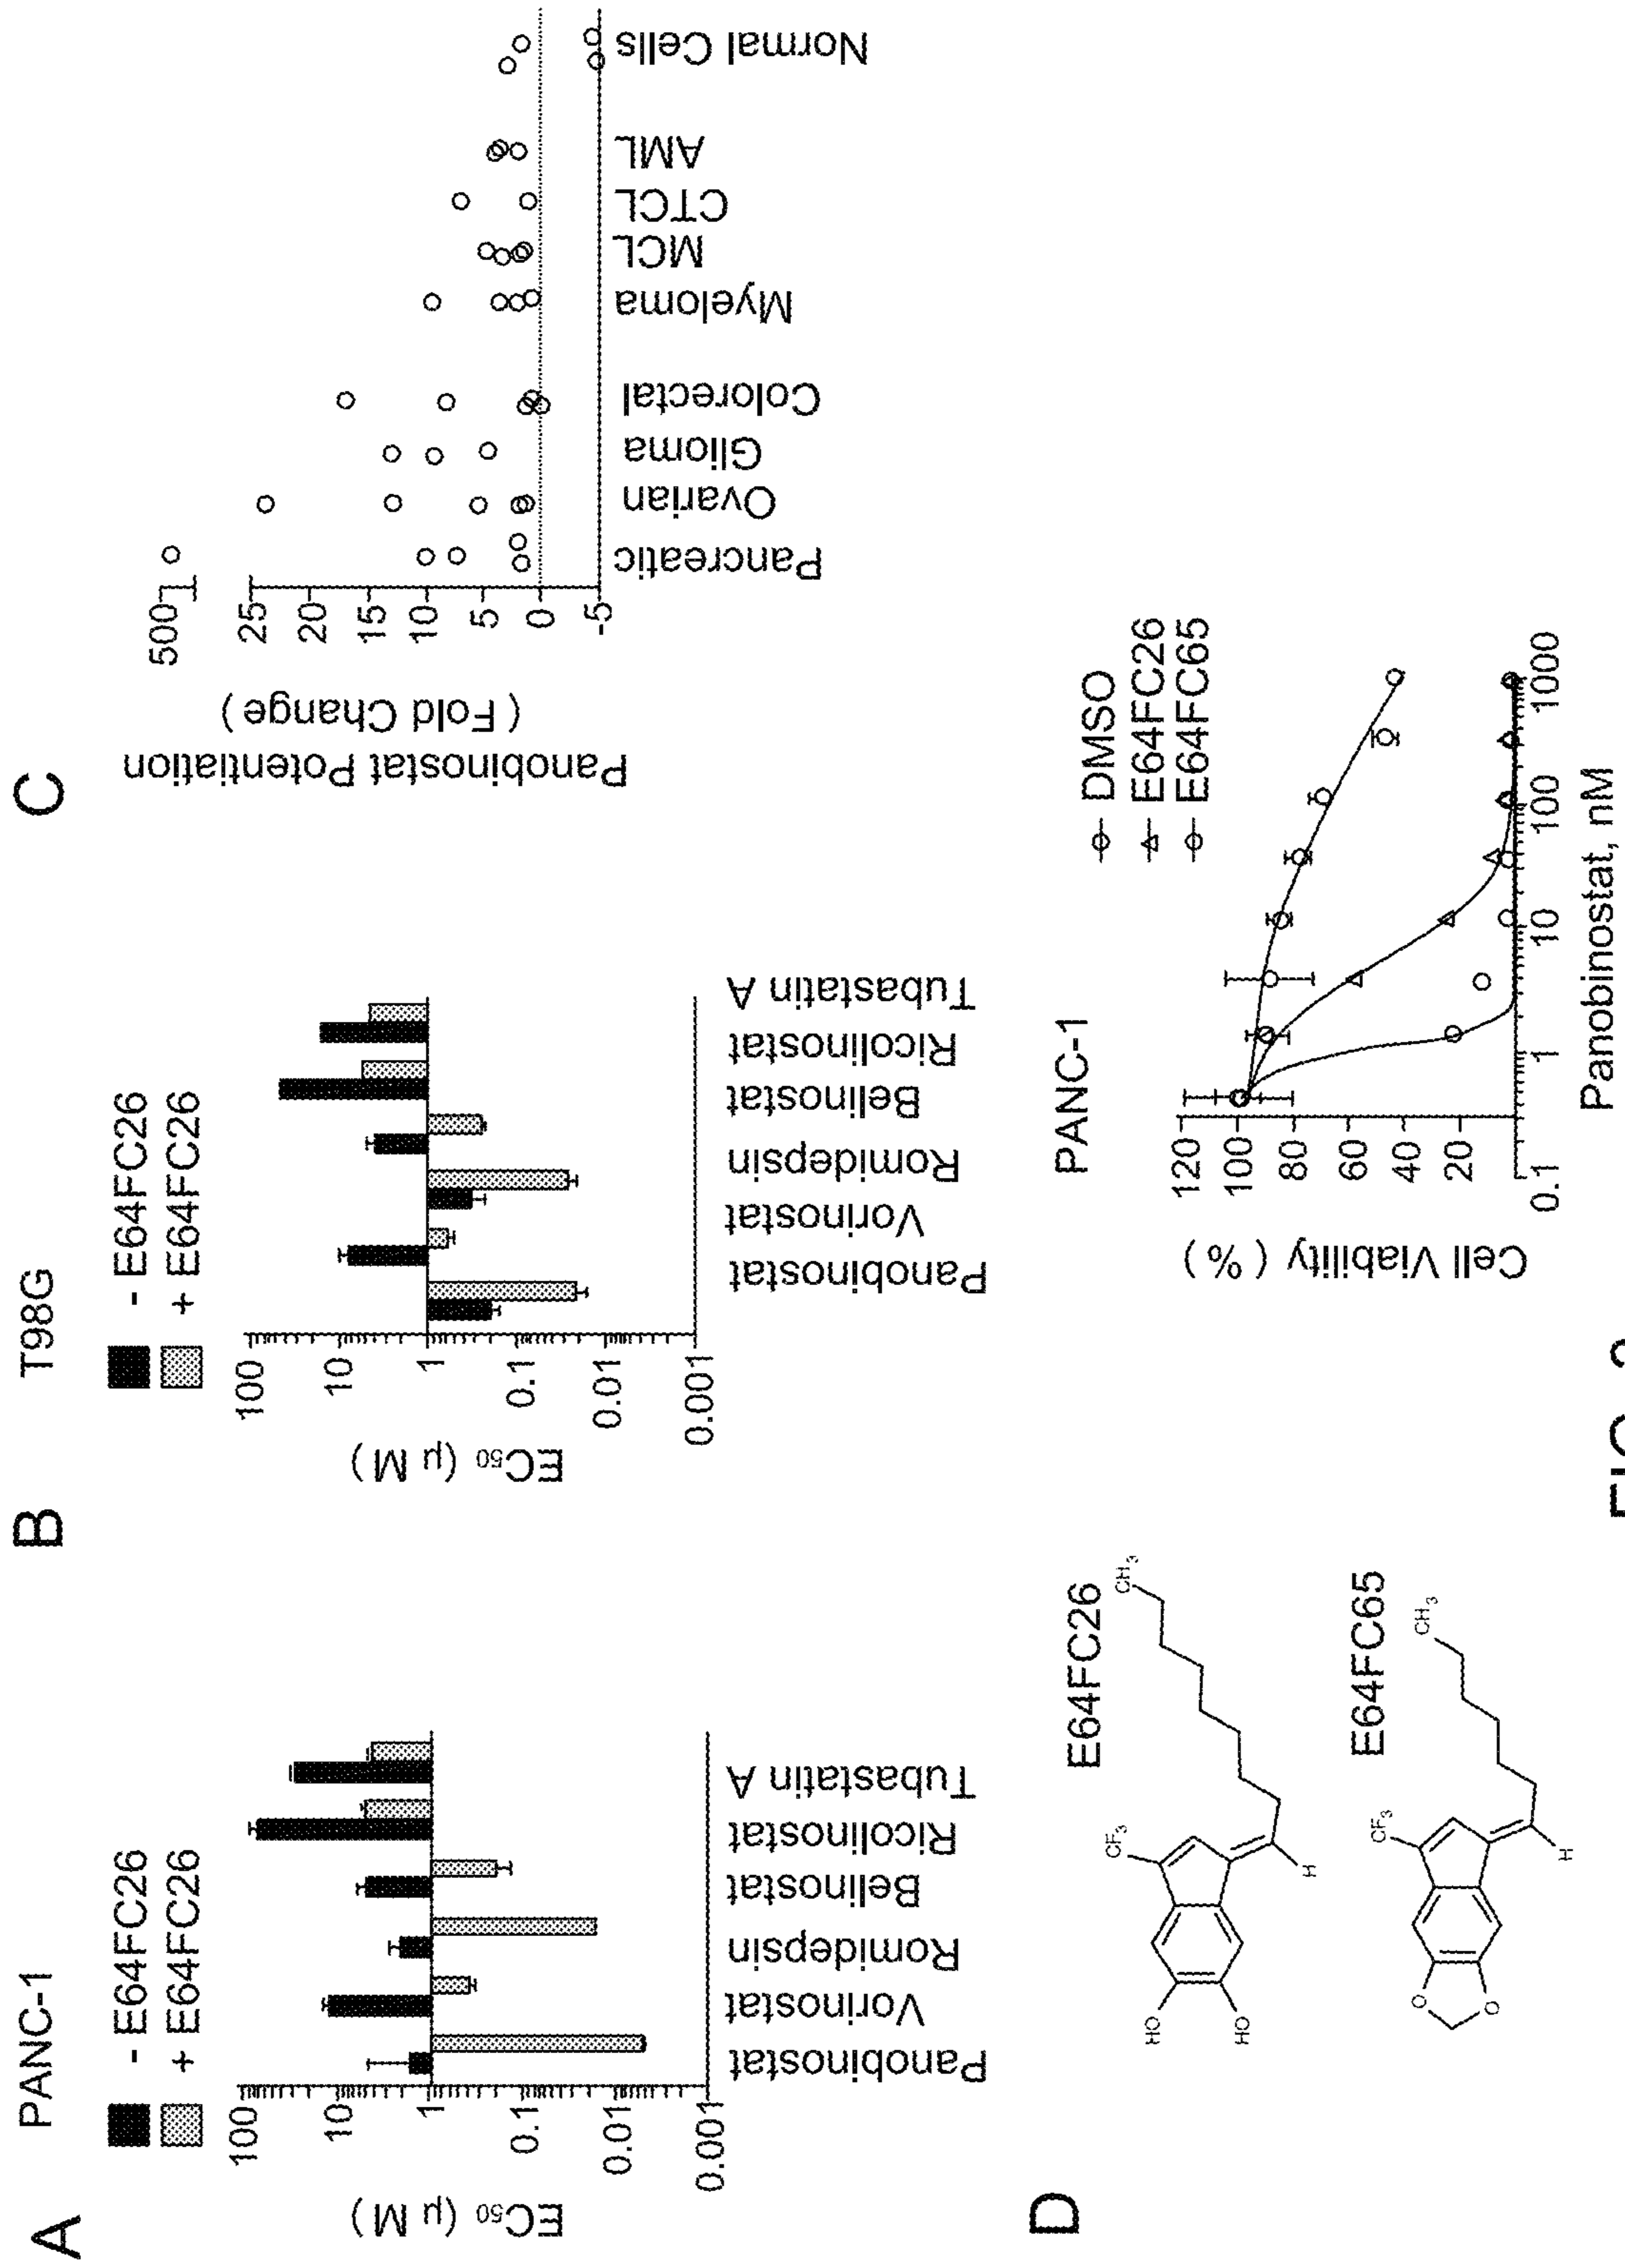 A
PANC-1
- E64FC26
+ E64FC26
EC50 (μM)
100
10
1
0.1
0.01
0.001
Panobinostat
Vorinostat
Romidepsin
Belinostat
Ricolinostat
Tubastatin A
B
T98G
- E64FC26
+ E64FC26
EC50 (μM)
100
10
1
0.1
0.01
0.001
Panobinostat
Vorinostat
Romidepsin
Belinostat
Ricolinostat
Tubastatin A
C
Panobinostat Potentiation
(Fold Change)
500
25
20
15
10
5
0
-5
Pancreatic
Ovarian
Glioma
Colorectal
Myeloma
MCL
CTCL
AML
Normal Cells
D
E64FC26
CF3
CH3
HO
HO
H
E64FC65
CF3
CH3
O
O
H
PANC-1
DMSO
E64FC26
E64FC65
Cell Viability (%)
120
100
80
60
40
20
0.1
1
10
100
1000
Panobinostat, nM